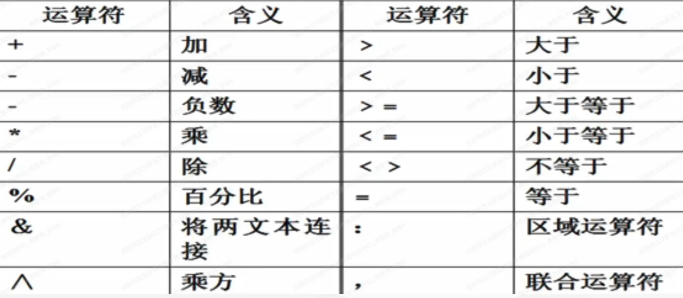 运算符 含义 运算符 含义
+ 加 > 大于
- 减 < 小于
- 负数 >= 大于等于
* 乘 <= 小于等于
/ 除 <> 不等于
% 百分比 = 等于
& 将两文本连 : 区域运算符
接
∧ 乘方 , 联合运算符